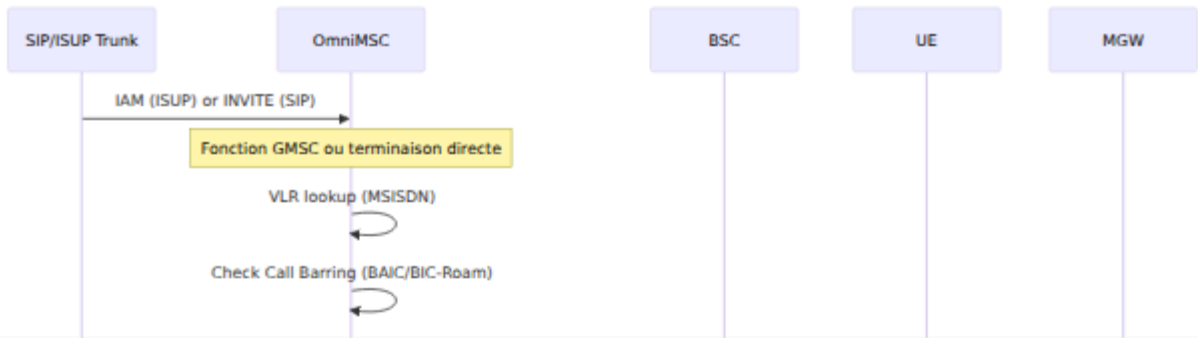 SIP/ISUP Trunk
OmniMSC
BSC
UE
MGW
IAM (ISUP) or INVITE (SIP)
Fonction GMSC ou terminaison directe
VLR lookup (MSISDN)
Check Call Barring (BAIC/BIC-Roam)